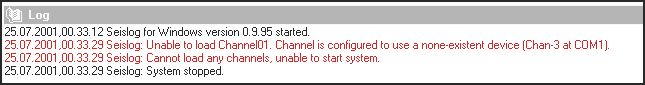 Log
25.07.2001,00.33.12 Seislog for Windows version 0.9.95 started.
25.07.2001,00.33.29 Seislog: Unable to load Channel01. Channel is configured to use a none-existent device (Chan-3 at COM1).
25.07.2001,00.33.29 Seislog: Cannot load any channels, unable to start system.
25.07.2001,00.33.29 Seislog: System stopped.